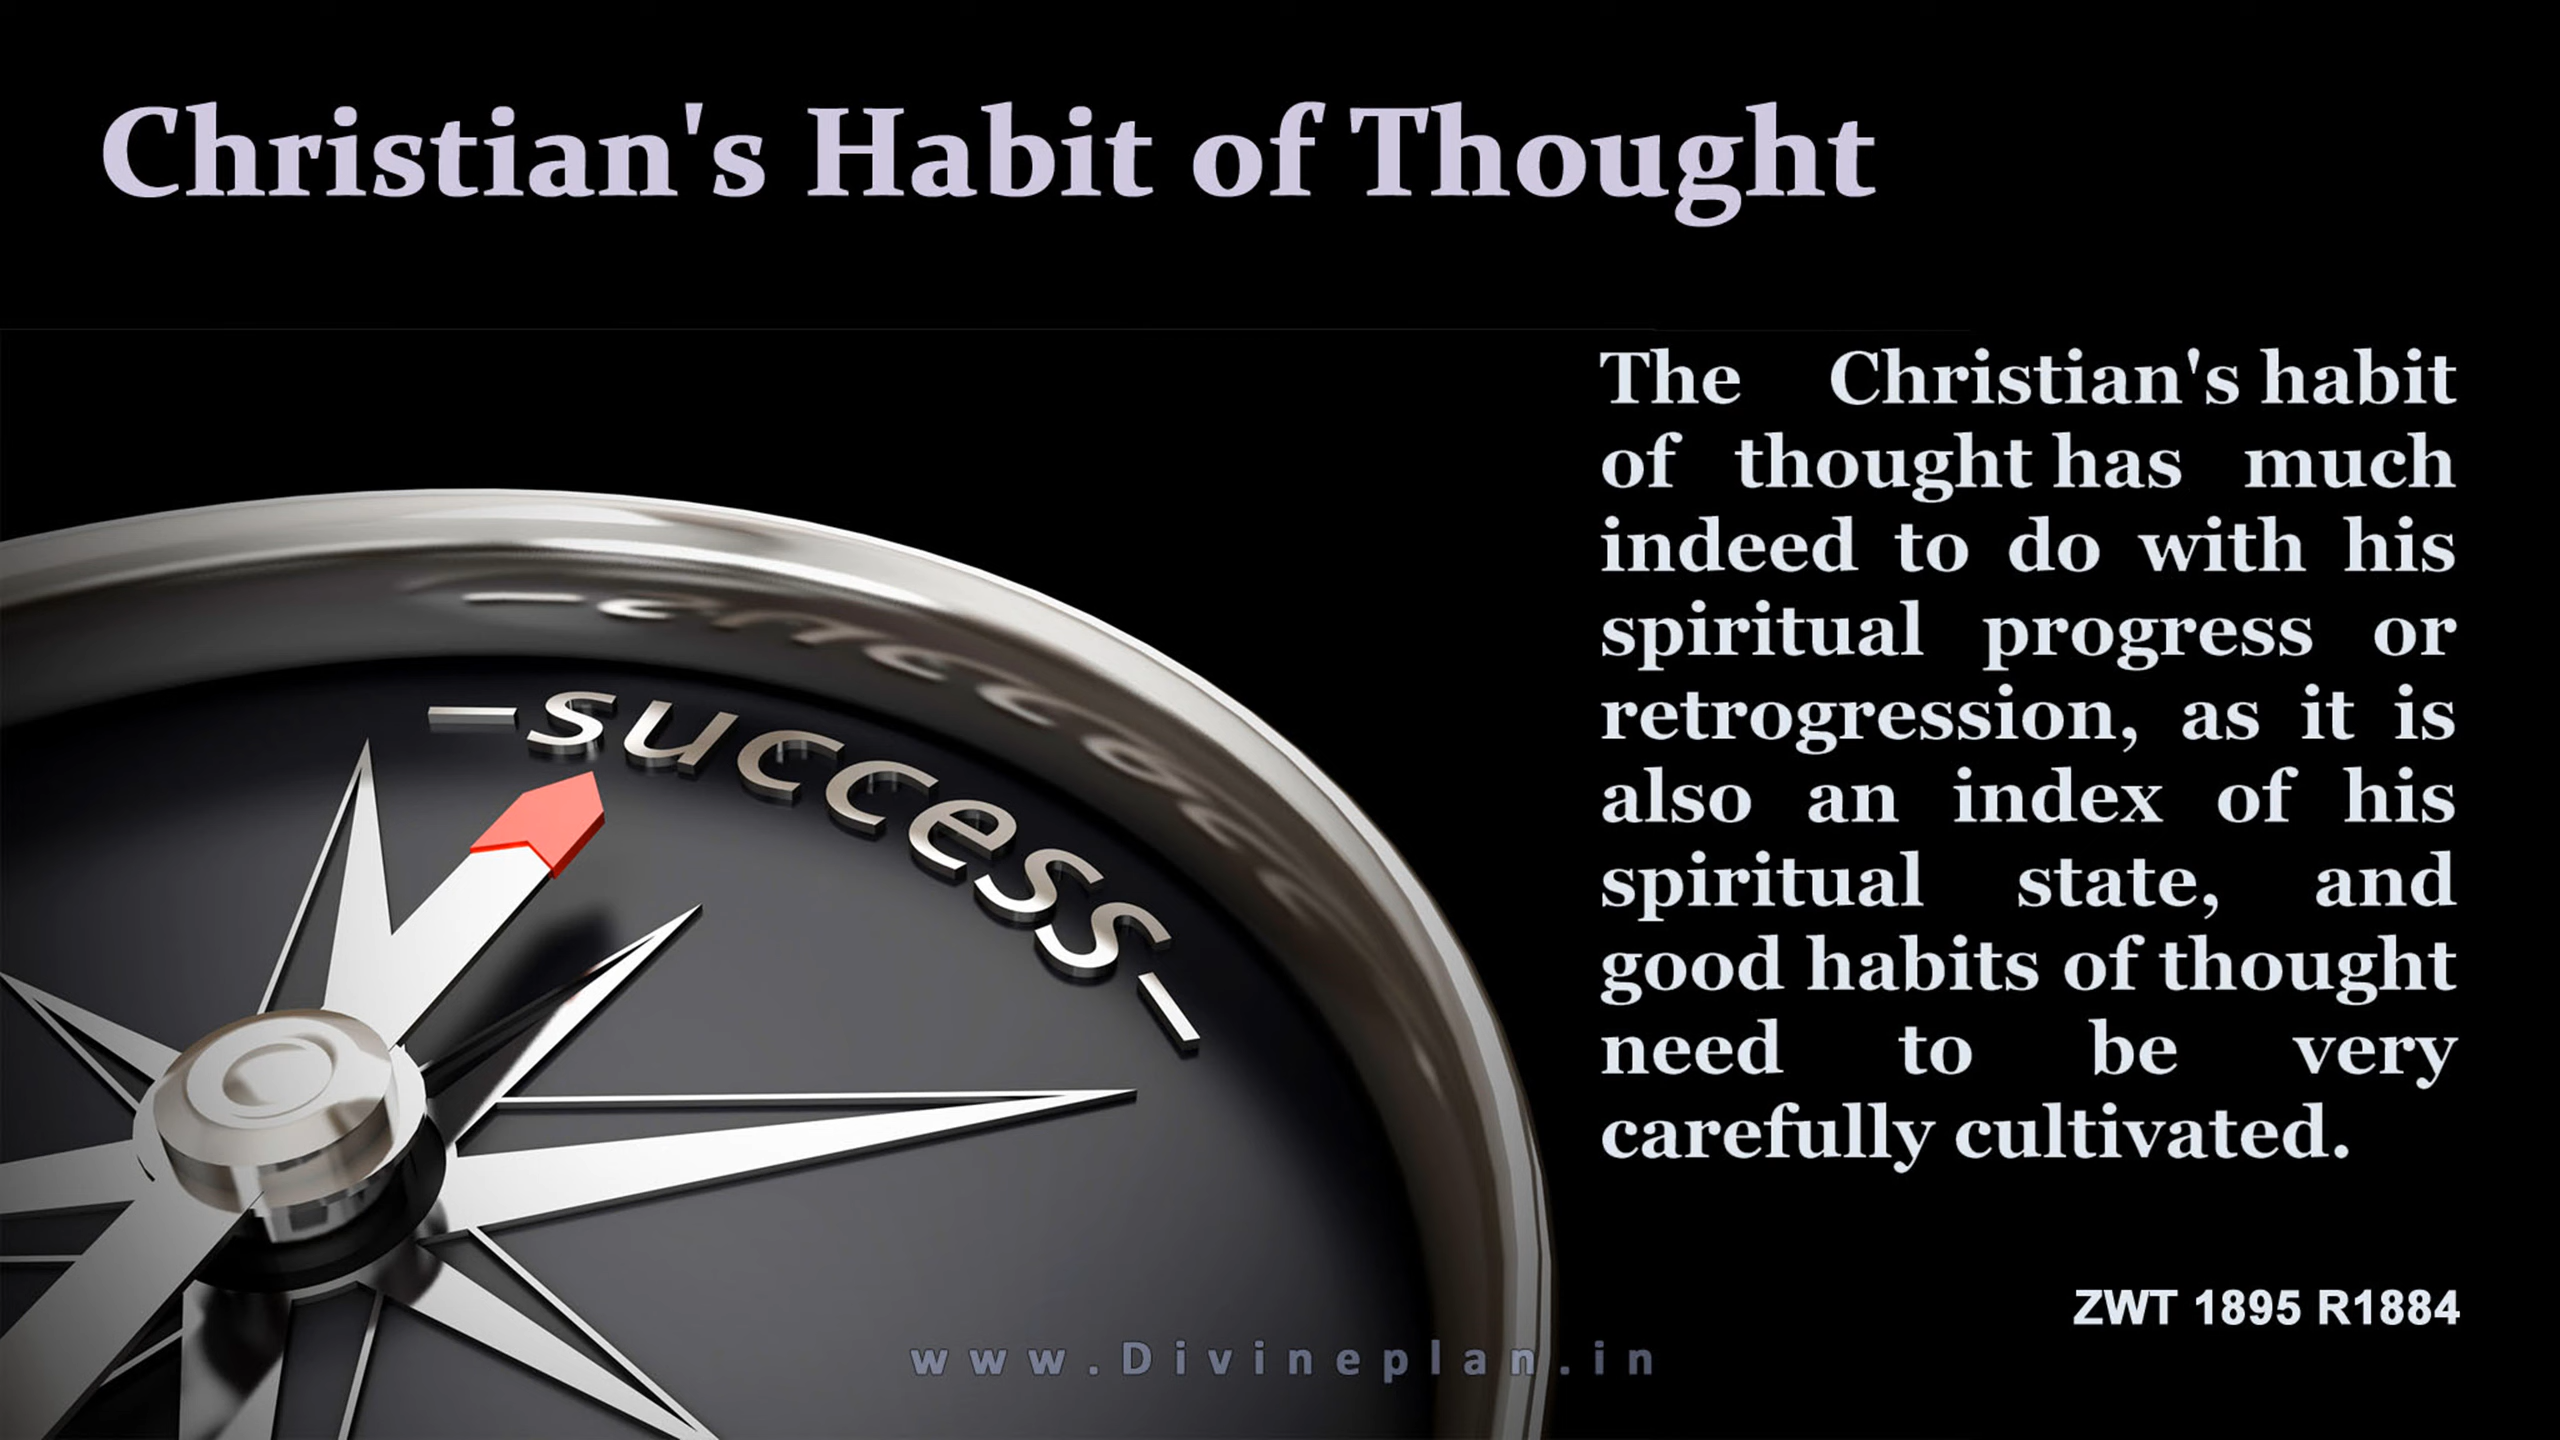 Christian's Habit of Thought
The Christian's habit
of thought has much
indeed to do with his
spiritual progress or
retrogression, as it is
also an index of his
spiritual state, and
good habits of thought
need to be very
carefully cultivated.
-success-
ZWT 1895 R1884
www.Divineplan.in